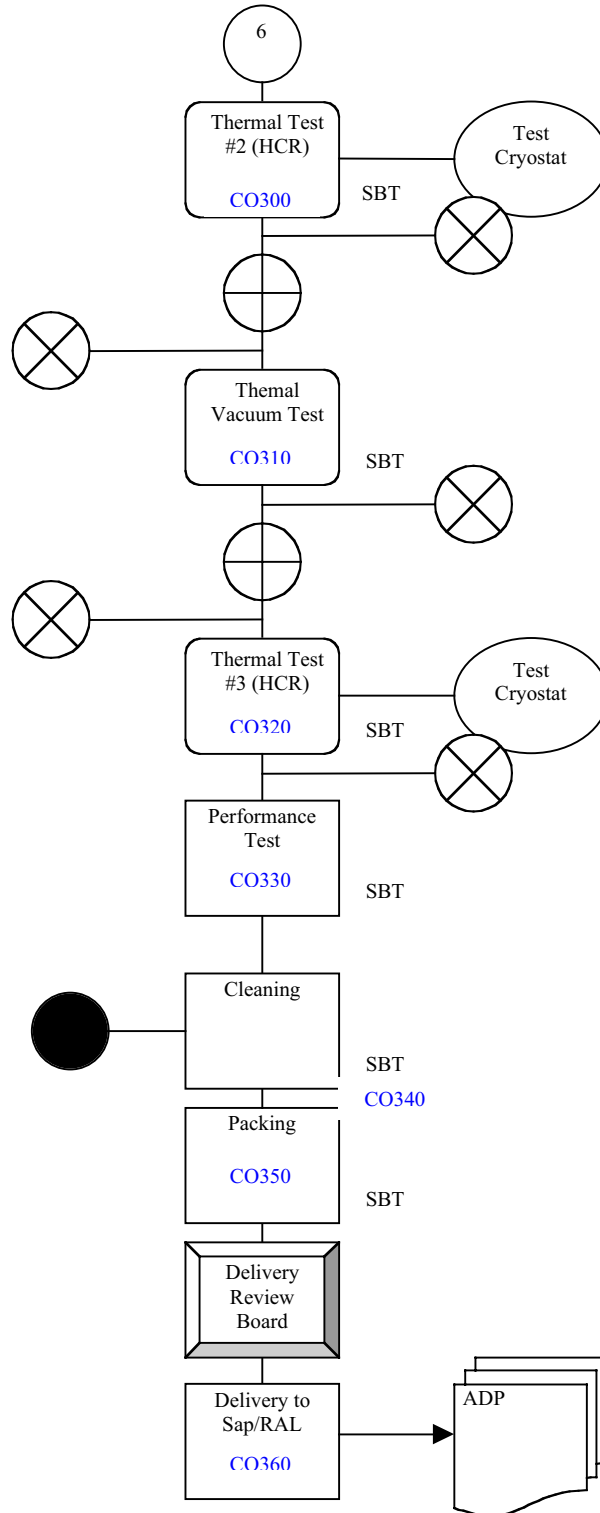 6
Thermal Test
#2 (HCR)
CO300
Test
Cryostat
SBT
Themal
Vacuum Test
CO310
SBT
Thermal Test
#3 (HCR)
CO320
Test
Cryostat
SBT
Performance
Test
CO330
SBT
Cleaning
SBT
CO340
Packing
CO350
SBT
Delivery
Review
Board
Delivery to
Sap/RAL
CO360
ADP